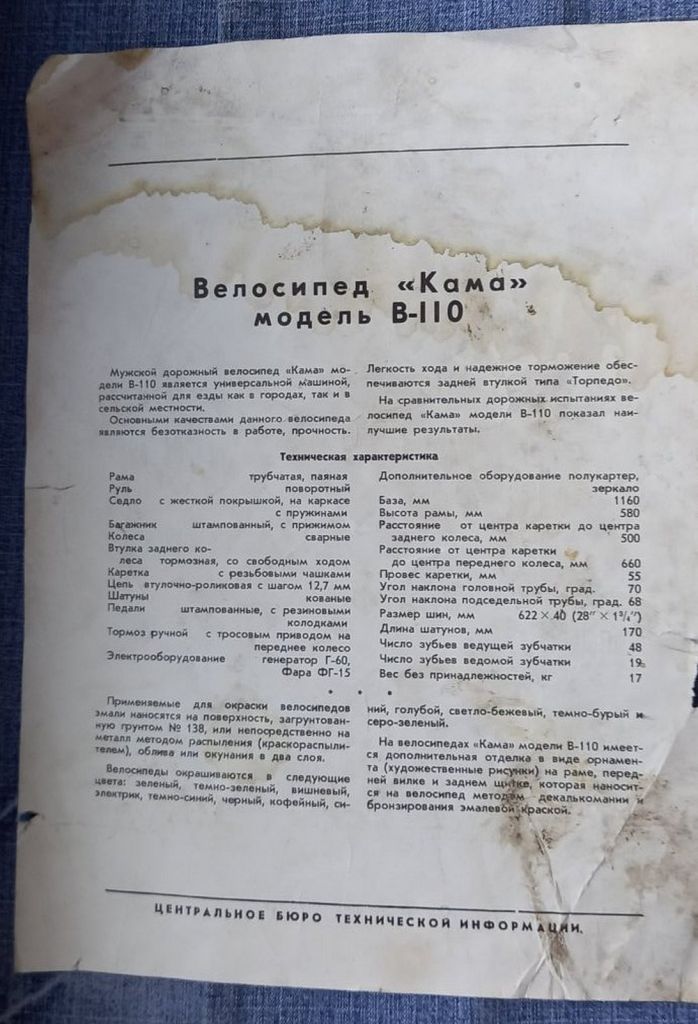 Велосипед «Кама»
модель В-110
Мужской дорожный велосипед «Кама» мо-
дели В-110 является универсальной машиной,
рассчитанной для езды как в городах, так и в
сельской местности.
Основными качествами данного велосипеда
являются безотказность в работе, прочность.
Легкость хода и надежное торможение обес-
печиваются задней втулкой типа «Торпедо».
На сравнительных дорожных испытаниях ве-
лосипед «Кама» модели В-110 показал наи-
лучшие результаты.
Техническая характеристика
Рама трубчатая, паяная
Руль поворотный
Седло с жесткой покрышкой, на каркасе
с пружинами
Багажник штампованный, с прижимом
Колеса сварные
Втулка заднего ко-
леса тормозная, со свободным ходом
Каретка с резьбовыми чашками
Цепь втулочно-роликовая с шагом 12,7 мм
Шатуны кованые
Педали штампованные, с резиновыми
колодками
Тормоз ручной с тросовым приводом на
переднее колесо
Электрооборудование генератор Г-60,
Фара ФГ-15
Дополнительное оборудование полукартер,
зеркало
База, мм 1160
Высота рамы, мм 580
Расстояние от центра каретки до центра
заднего колеса, мм 500
Расстояние от центра каретки
до центра переднего колеса, мм 660
Провес каретки, мм 55
Угол наклона головной трубы, град. 70
Угол наклона подседельной трубы, град. 68
Размер шин, мм 622 × 40 (28" × 1³/₄")
Длина шатунов, мм 170
Число зубьев ведущей зубчатки 48
Число зубьев ведомой зубчатки 19
Вес без принадлежностей, кг 17
• • •
Применяемые для окраски велосипедов
эмали наносятся на поверхность, загрунтован-
ную грунтом № 138, или непосредственно на
металл методом распыления (краскораспыли-
телем), облива или окунания в два слоя.
Велосипеды окрашиваются в следующие
цвета: зеленый, темно-зеленый, вишневый,
электрик, темно-синий, черный, кофейный, си-
ний, голубой, светло-бежевый, темно-бурый и
серо-зеленый.
На велосипедах «Кама» модели В-110 имеет-
ся дополнительная отделка в виде орнамен-
та (художественные рисунки) на раме, перед-
ней вилке и заднем щитке, которая наносит-
ся на велосипед методом декалькомании и
бронзирования эмалевой краской.
ЦЕНТРАЛЬНОЕ БЮРО ТЕХНИЧЕСКОЙ ИНФОРМАЦИИ.